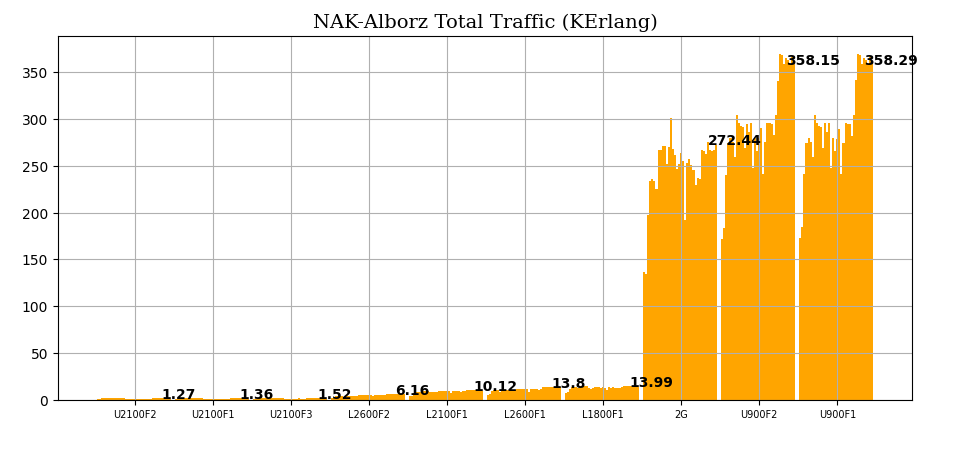 NAK-Alborz Total Traffic (KErlang)
350
300
250
200
150
100
50
0
1.27
1.36
1.52
6.16
10.12
13.8
13.99
272.44
358.15
358.29
U2100F2
U2100F1
U2100F3
L2600F2
L2100F1
L2600F1
L1800F1
2G
U900F2
U900F1